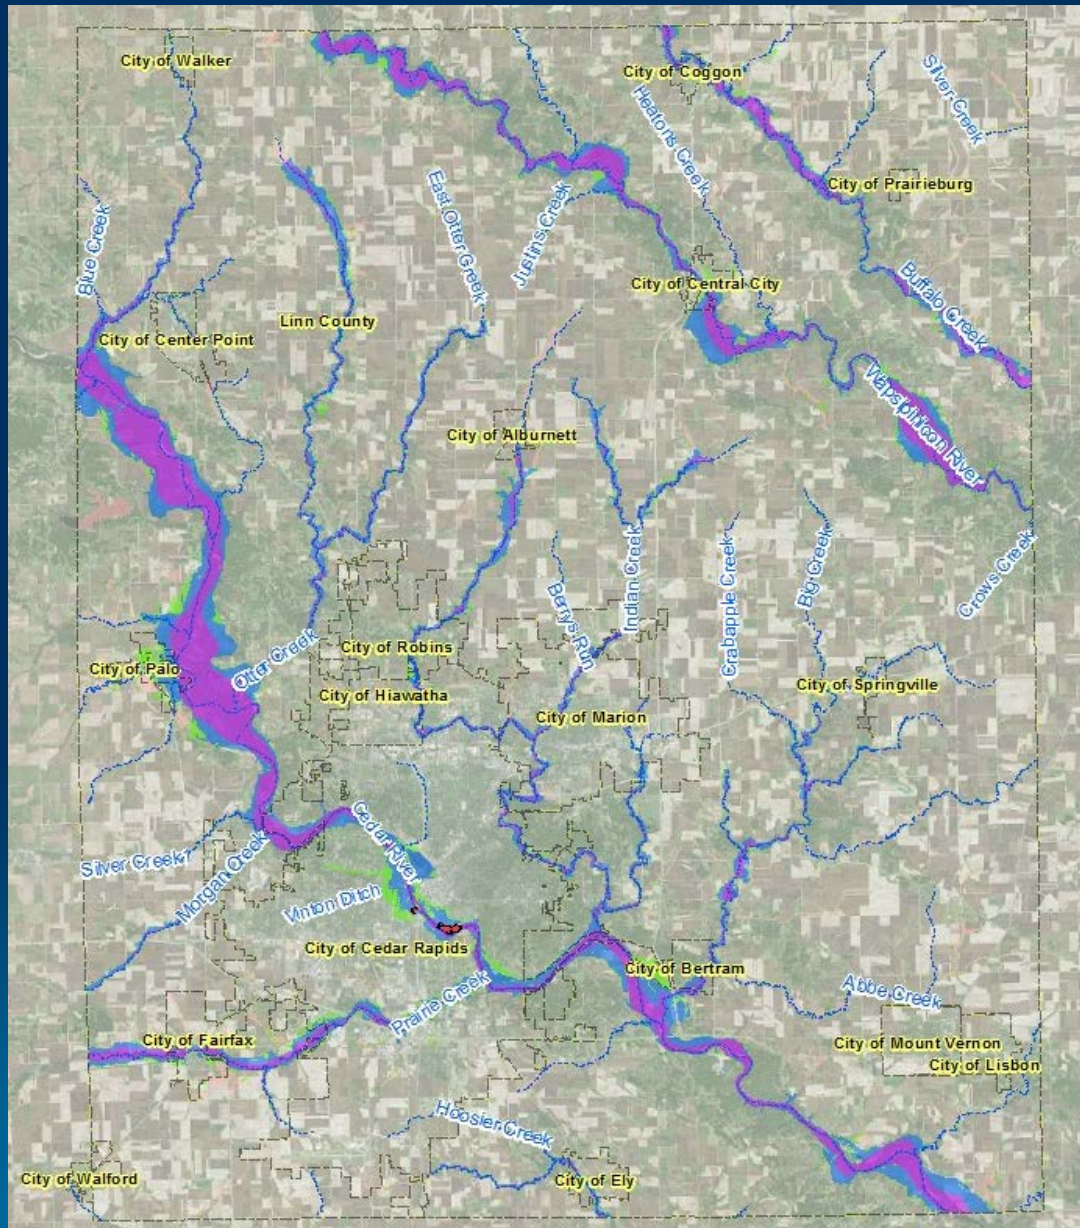 City of Walker
City of Coggon
Silver Creek
Heatons Creek
City of Prairieburg
East Otter Creek
Justins Creek
Blue Creek
Buffalo Creek
City of Central City
Linn County
City of Center Point
Wapsipinicon River
City of Alburnett
Crows Creek
Indian Creek
Big Creek
Crabapple Creek
Berrys Run
City of Robins
Otter Creek
City of Palo
City of Springville
City of Hiawatha
City of Marion
Cedar River
Silver Creek
Morgan Creek
Vinton Ditch
City of Cedar Rapids
City of Bertram
Abbe Creek
Prairie Creek
City of Fairfax
City of Mount Vernon
City of Lisbon
Hoosier Creek
City of Walford
City of Ely